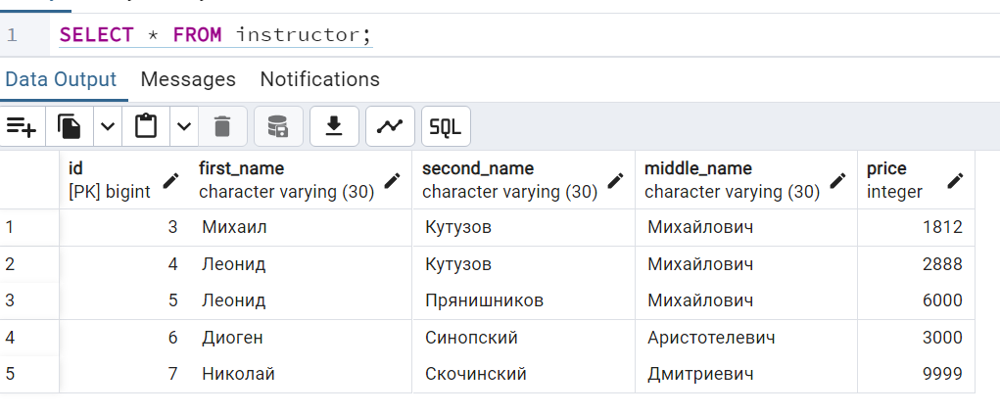 1 SELECT * FROM instructor;
Data Output Messages Notifications
SQL
id first_name second_name middle_name price
[PK] bigint character varying (30) character varying (30) character varying (30) integer
1 3 Михаил Кутузов Михайлович 1812
2 4 Леонид Кутузов Михайлович 2888
3 5 Леонид Прянишников Михайлович 6000
4 6 Диоген Синопский Аристотелевич 3000
5 7 Николай Скочинский Дмитриевич 9999